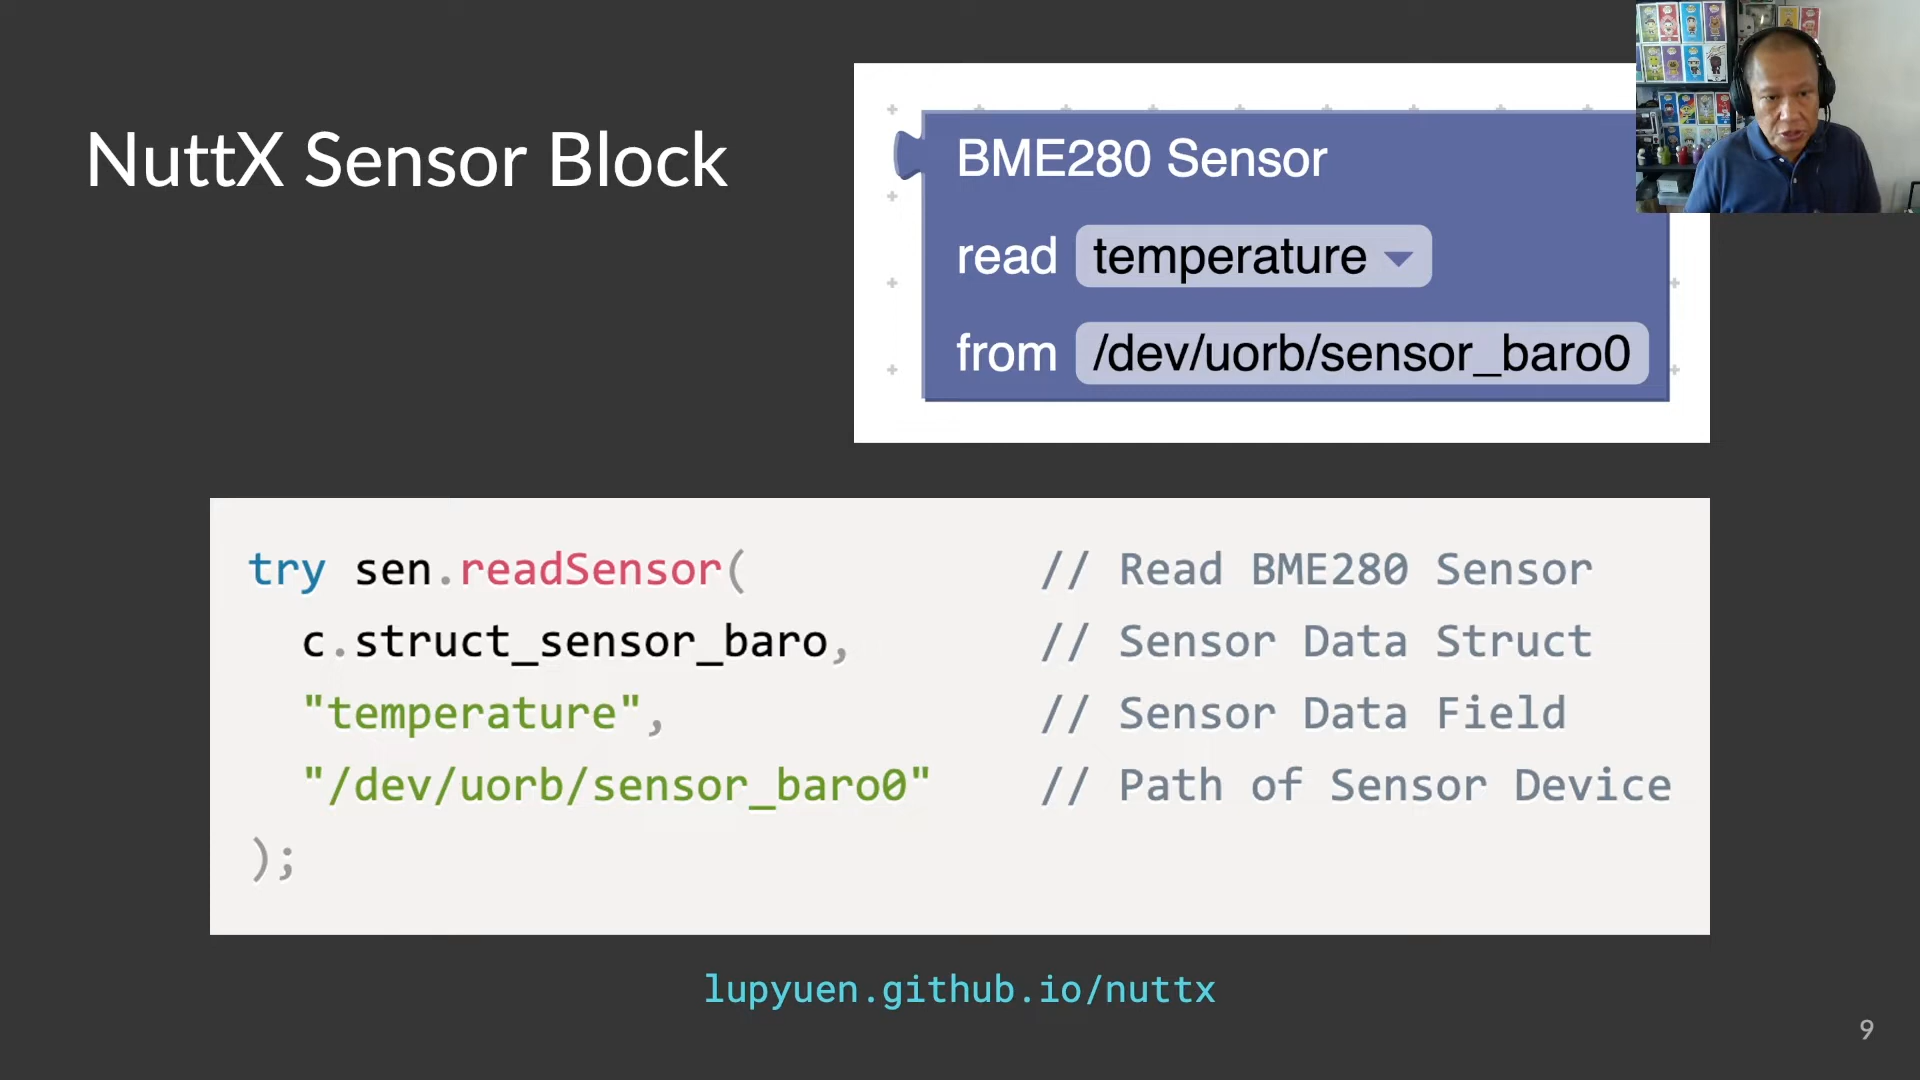 NuttX Sensor Block
BME280 Sensor
read temperature
from /dev/uorb/sensor_baro0
try sen.readSensor( // Read BME280 Sensor
c.struct_sensor_baro, // Sensor Data Struct
"temperature", // Sensor Data Field
"/dev/uorb/sensor_baro0" // Path of Sensor Device
);
lupyuen.github.io/nuttx
9